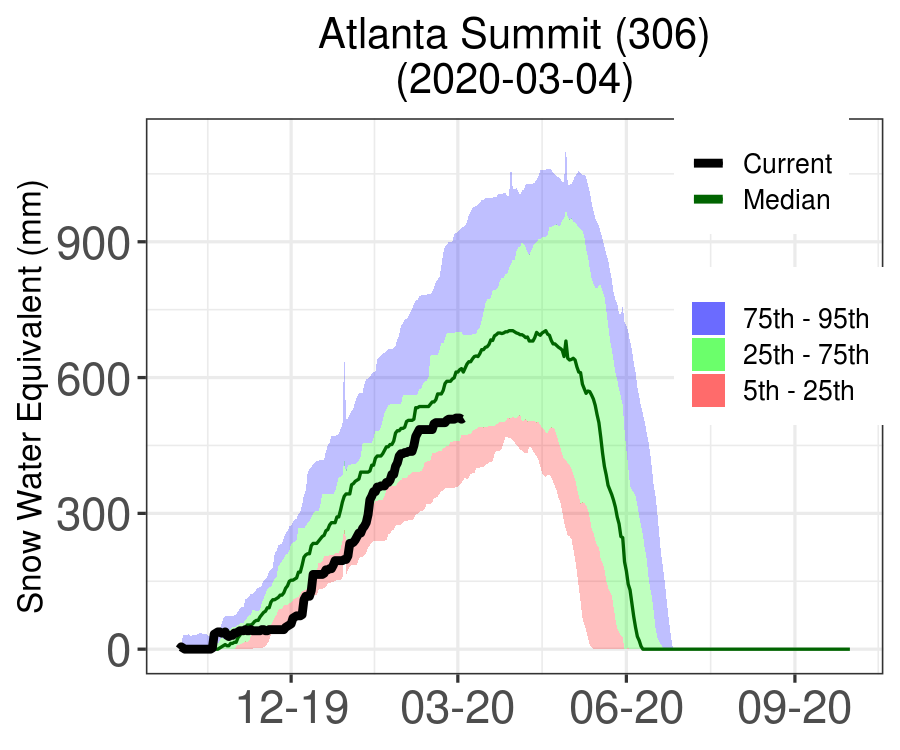 Atlanta Summit (306)
(2020-03-04)
Snow Water Equivalent (mm)
900
600
300
0
12-19
03-20
06-20
09-20
Current
Median
75th - 95th
25th - 75th
5th - 25th